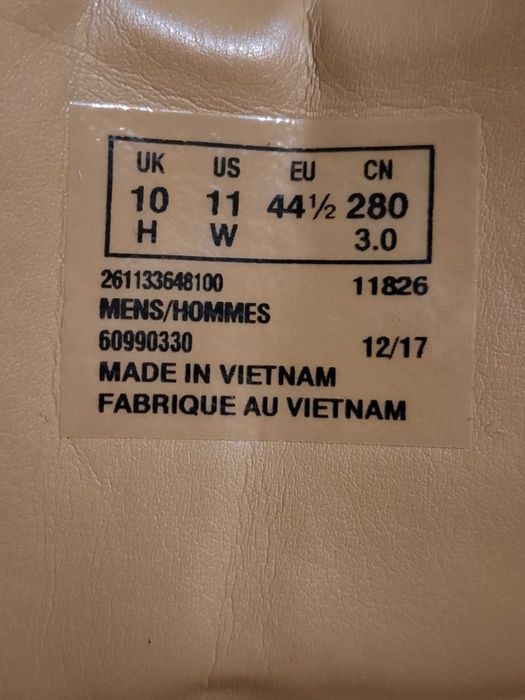 UK US EU CN
10 11 44½ 280
H W 3.0
261133648100 11826
MENS/HOMMES
60990330 12/17
MADE IN VIETNAM
FABRIQUE AU VIETNAM